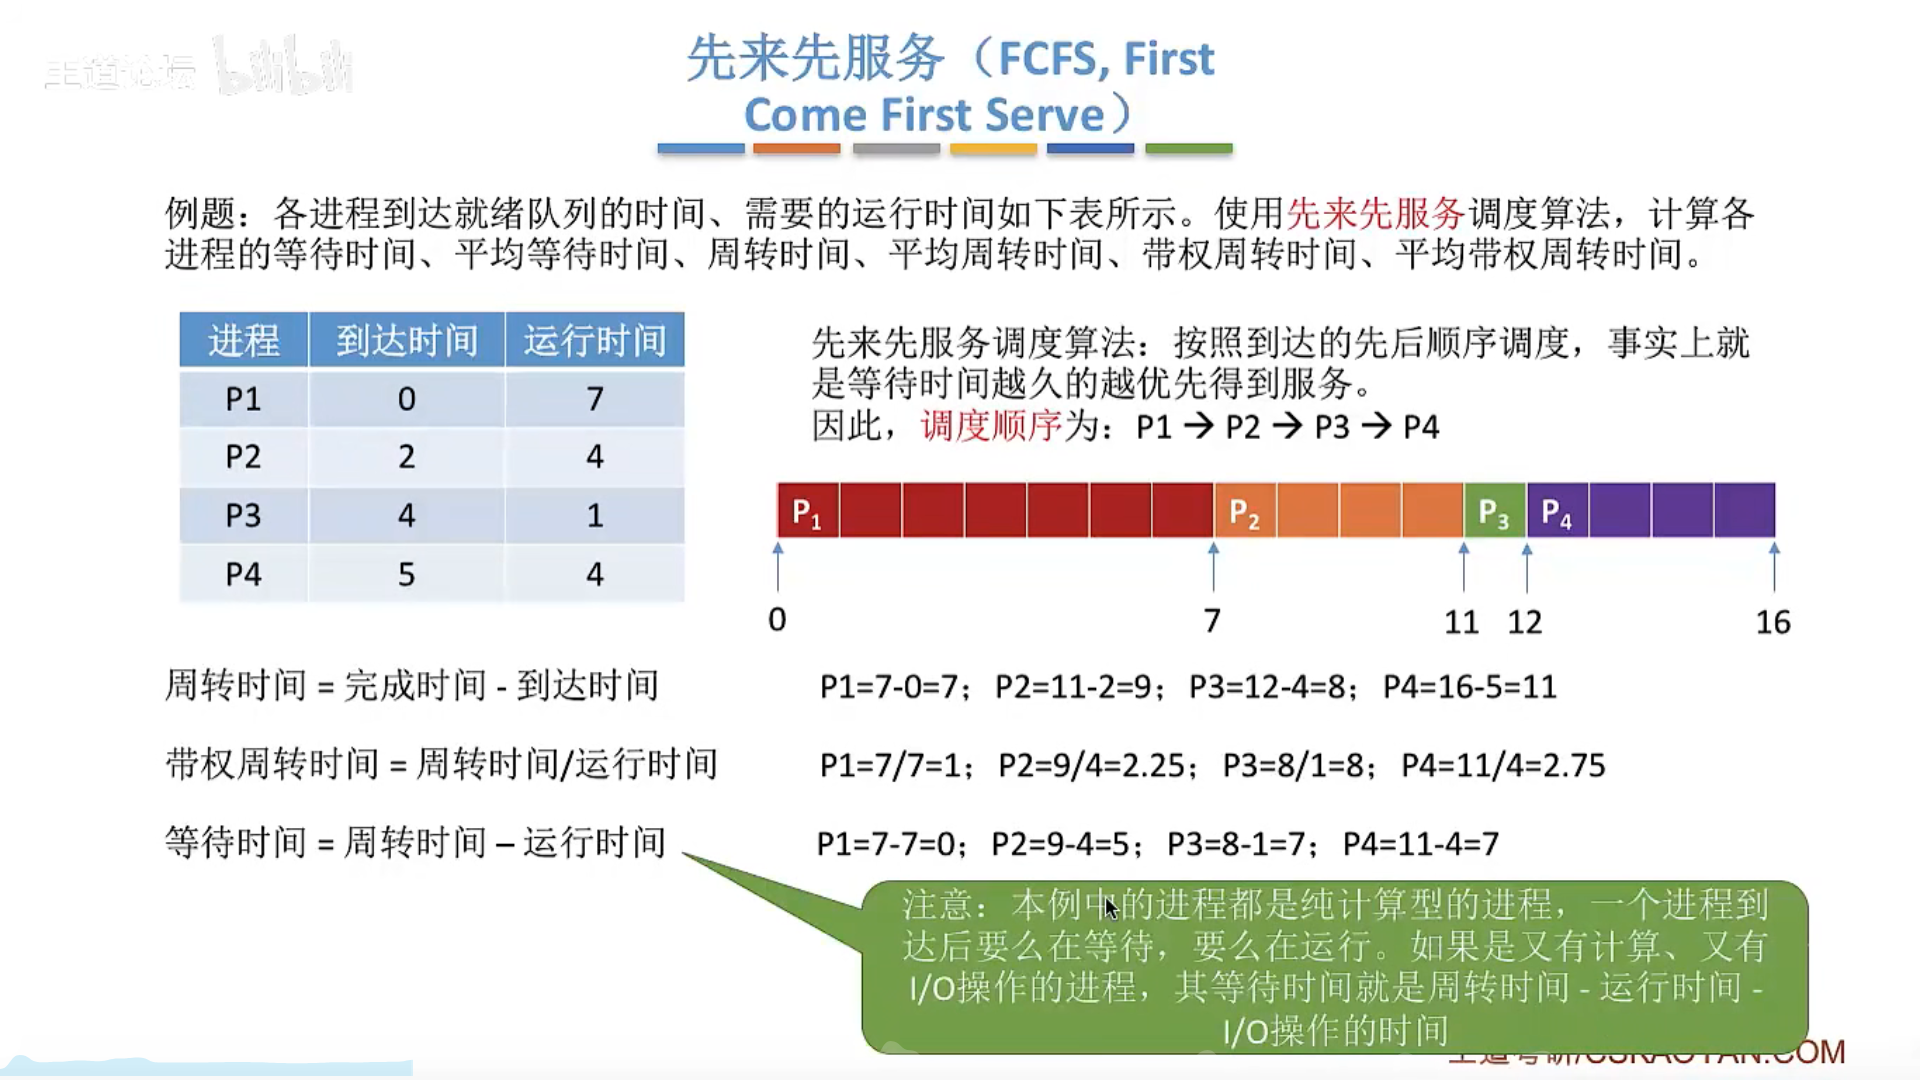 王道论坛 bilibili
先来先服务（FCFS, First
Come First Serve）
例题：各进程到达就绪队列的时间、需要的运行时间如下表所示。使用先来先服务调度算法，计算各
进程的等待时间、平均等待时间、周转时间、平均周转时间、带权周转时间、平均带权周转时间。
进程 到达时间 运行时间
P1 0 7
P2 2 4
P3 4 1
P4 5 4
先来先服务调度算法：按照到达的先后顺序调度，事实上就
是等待时间越久的越优先得到服务。
因此，调度顺序为：P1 → P2 → P3 → P4
P1 P2 P3 P4
0 7 11 12 16
周转时间 = 完成时间 - 到达时间
P1=7-0=7；P2=11-2=9；P3=12-4=8；P4=16-5=11
带权周转时间 = 周转时间/运行时间
P1=7/7=1；P2=9/4=2.25；P3=8/1=8；P4=11/4=2.75
等待时间 = 周转时间 – 运行时间
P1=7-7=0；P2=9-4=5；P3=8-1=7；P4=11-4=7
注意：本例中的进程都是纯计算型的进程，一个进程到
达后要么在等待，要么在运行。如果是又有计算、又有
I/O操作的进程，其等待时间就是周转时间 - 运行时间 -
I/O操作的时间
王道考研/CSKAOYAN.COM